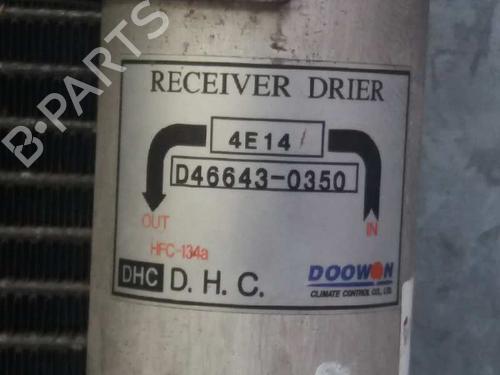 B-PARTS
RECEIVER DRIER
4E14
D46643-0350
OUT
IN
HFC-134a
DHC D. H. C.
DOOWON
CLIMATE CONTROL CO., LTD.